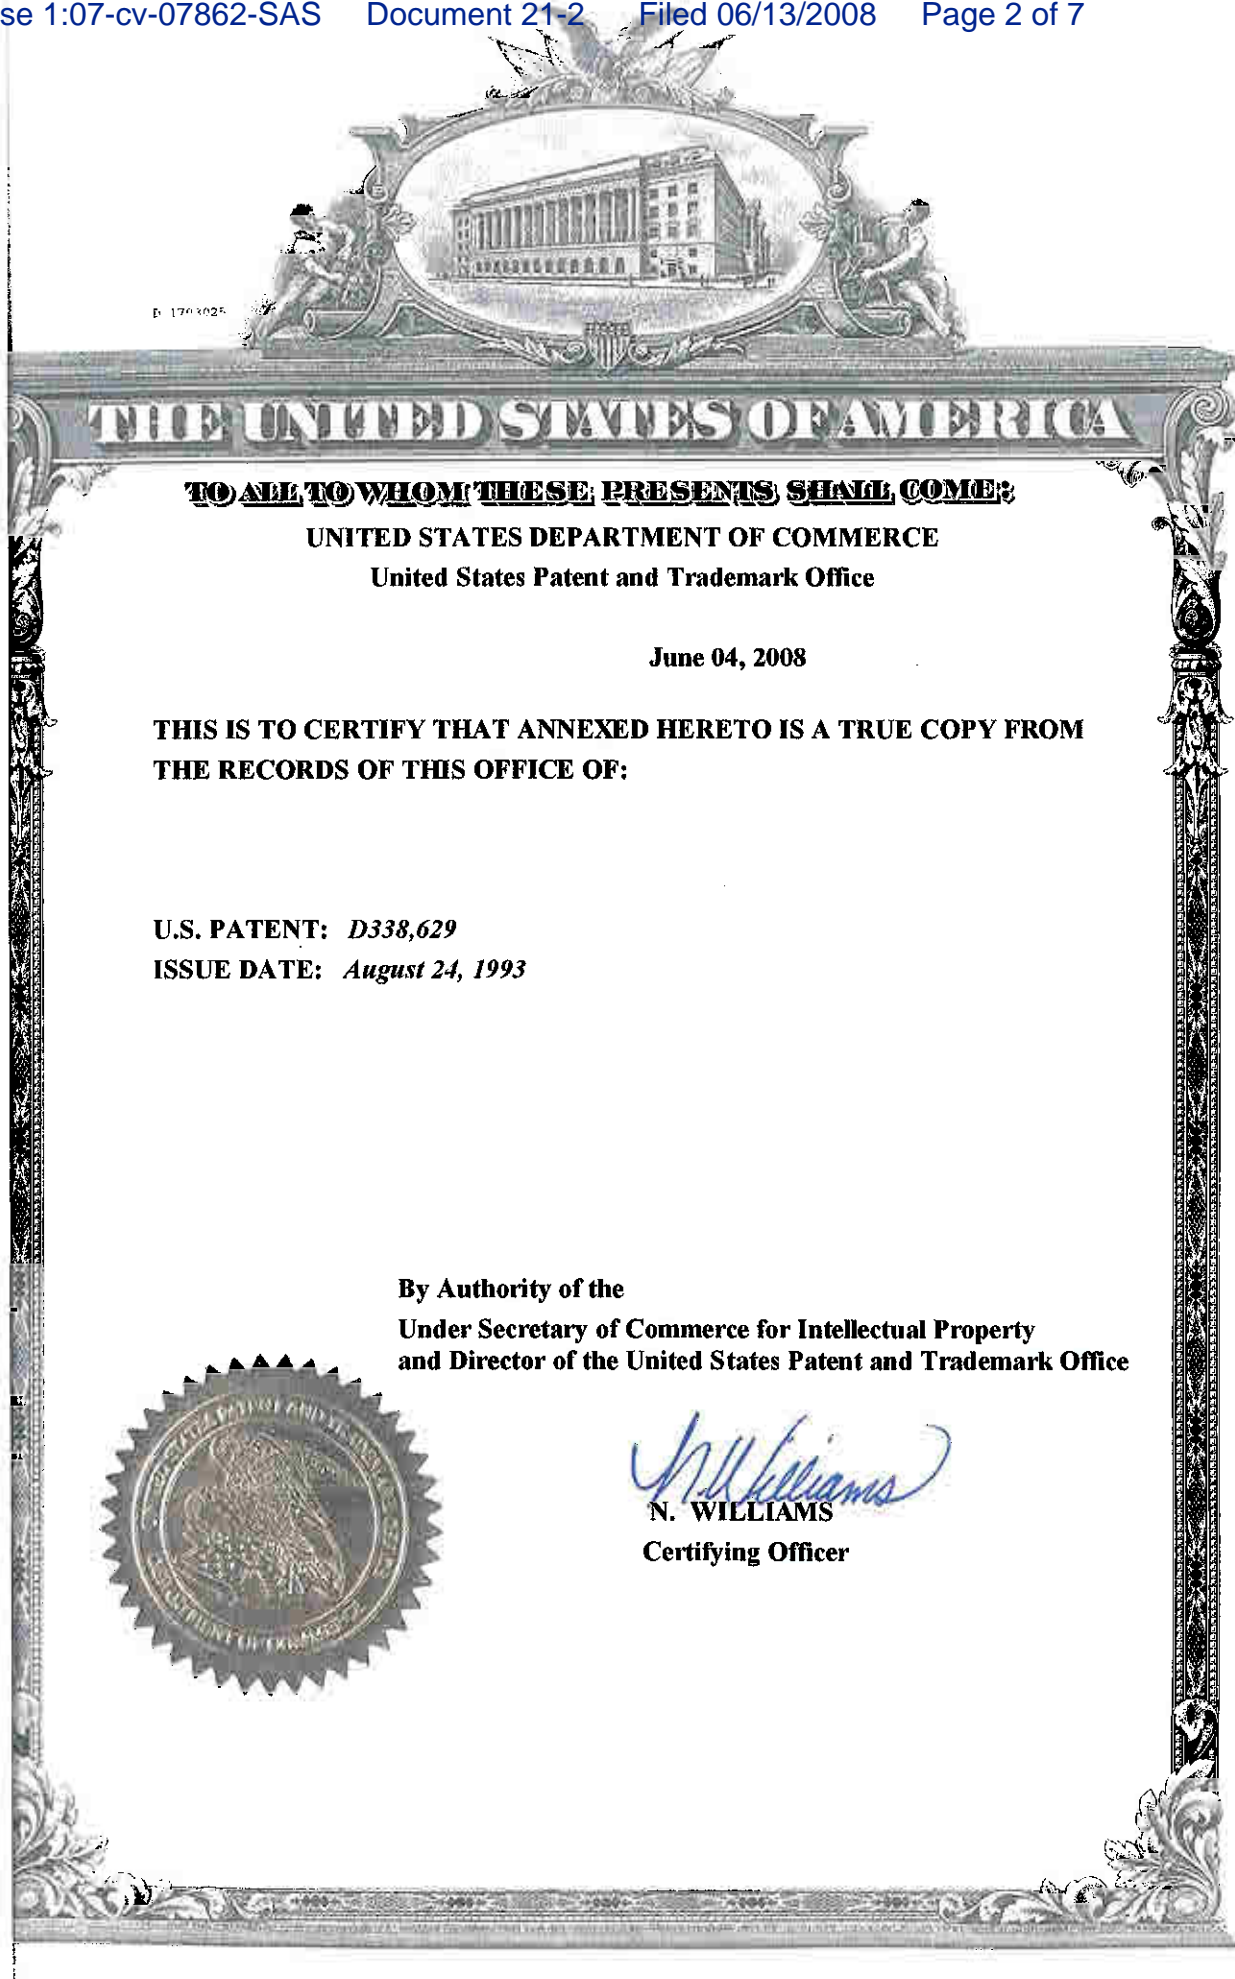 se 1:07-cv-07862-SAS Document 21-2 Filed 06/13/2008 Page 2 of 7
THE UNITED STATES OF AMERICA
TO ALL TO WHOM THESE PRESENTS SHALL COME:
UNITED STATES DEPARTMENT OF COMMERCE
United States Patent and Trademark Office
June 04, 2008
THIS IS TO CERTIFY THAT ANNEXED HERETO IS A TRUE COPY FROM
THE RECORDS OF THIS OFFICE OF:
U.S. PATENT: D338,629
ISSUE DATE: August 24, 1993
By Authority of the
Under Secretary of Commerce for Intellectual Property
and Director of the United States Patent and Trademark Office
N Williams
N. WILLIAMS
Certifying Officer
PATENT AND